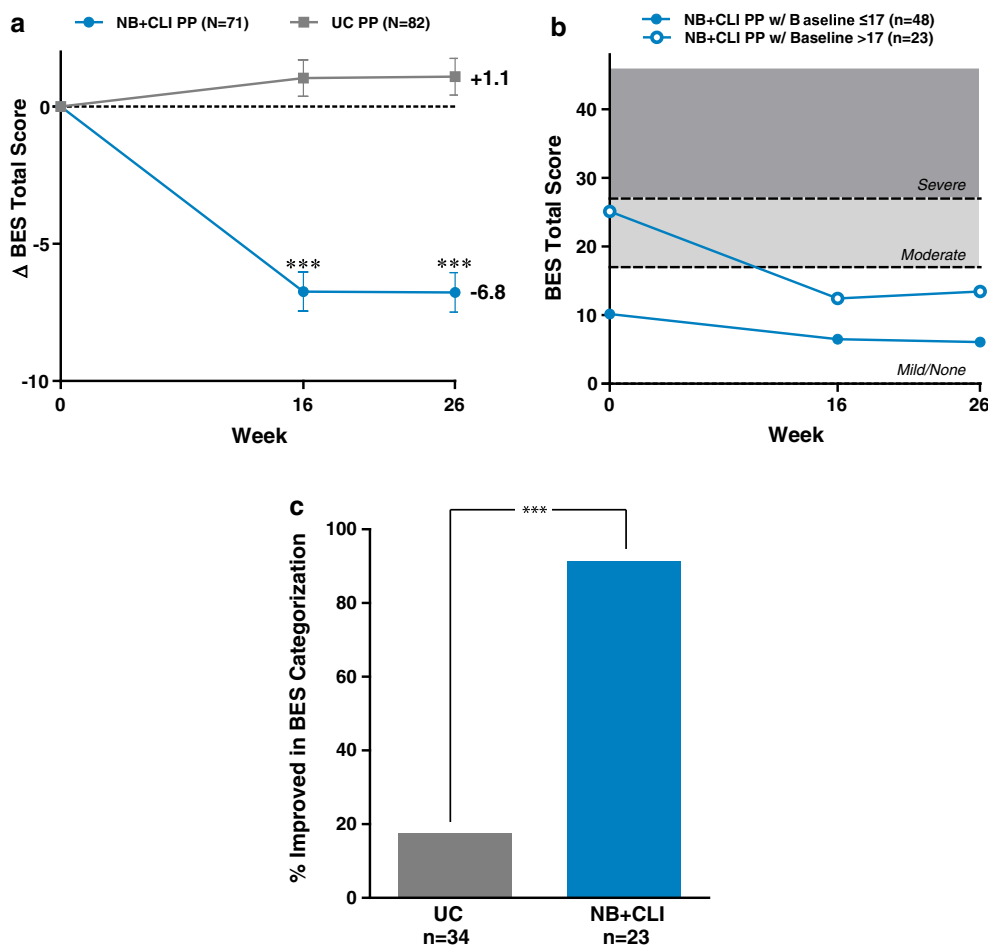 a
NB+CLI PP (N=71)
UC PP (N=82)
Δ BES Total Score
0
-5
-10
+1.1
***
***
-6.8
0
16
26
Week
b
NB+CLI PP w/ B aseline ≤17 (n=48)
NB+CLI PP w/ Baseline >17 (n=23)
BES Total Score
40
30
20
10
0
Severe
Moderate
Mild/None
0
16
26
Week
c
% Improved in BES Categorization
100
80
60
40
20
0
***
UC
n=34
NB+CLI
n=23